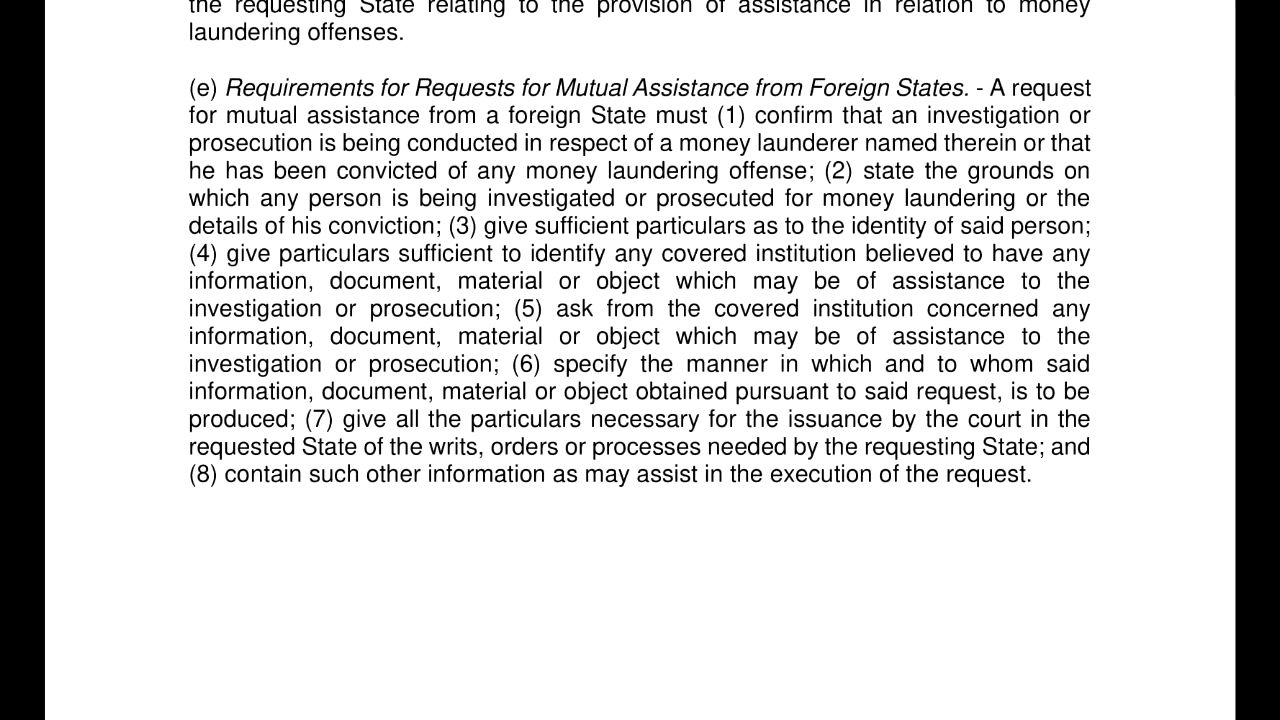 the requesting State relating to the provision of assistance in relation to money
laundering offenses.
(e) Requirements for Requests for Mutual Assistance from Foreign States. - A request
for mutual assistance from a foreign State must (1) confirm that an investigation or
prosecution is being conducted in respect of a money launderer named therein or that
he has been convicted of any money laundering offense; (2) state the grounds on
which any person is being investigated or prosecuted for money laundering or the
details of his conviction; (3) give sufficient particulars as to the identity of said person;
(4) give particulars sufficient to identify any covered institution believed to have any
information, document, material or object which may be of assistance to the
investigation or prosecution; (5) ask from the covered institution concerned any
information, document, material or object which may be of assistance to the
investigation or prosecution; (6) specify the manner in which and to whom said
information, document, material or object obtained pursuant to said request, is to be
produced; (7) give all the particulars necessary for the issuance by the court in the
requested State of the writs, orders or processes needed by the requesting State; and
(8) contain such other information as may assist in the execution of the request.